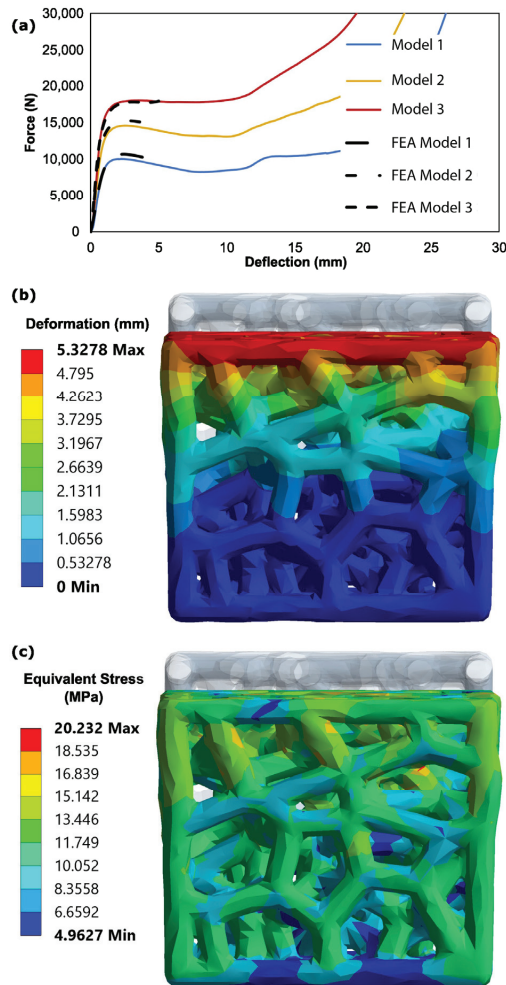 (a)
30,000
25,000
20,000
15,000
10,000
5,000
0
Force (N)
0 5 10 15 20 25 30
Deflection (mm)
Model 1
Model 2
Model 3
FEA Model 1
FEA Model 2
FEA Model 3
(b)
Deformation (mm)
5.3278 Max
4.795
4.2623
3.7295
3.1967
2.6639
2.1311
1.5983
1.0656
0.53278
0 Min
(c)
Equivalent Stress
(MPa)
20.232 Max
18.535
16.839
15.142
13.446
11.749
10.052
8.3558
6.6592
4.9627 Min